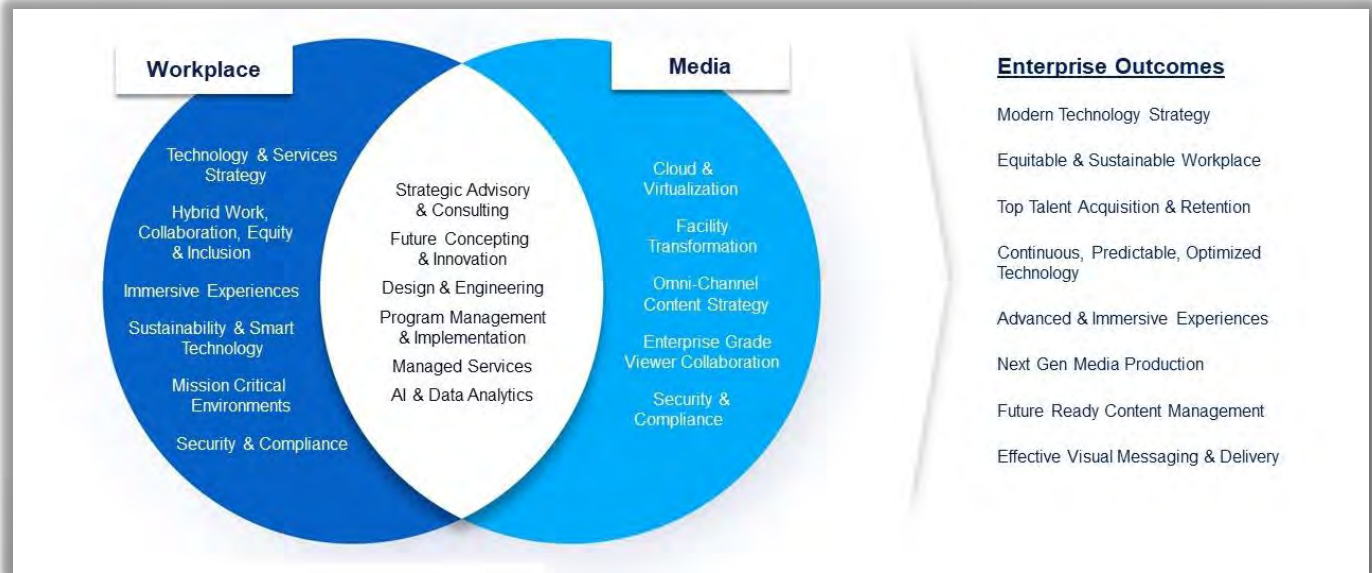 Workplace
Technology & Services
Strategy
Hybrid Work,
Collaboration, Equity
& Inclusion
Immersive Experiences
Sustainability & Smart
Technology
Mission Critical
Environments
Security & Compliance
Strategic Advisory
& Consulting
Future Concepting
& Innovation
Design & Engineering
Program Management
& Implementation
Managed Services
AI & Data Analytics
Media
Cloud &
Virtualization
Facility
Transformation
Omni-Channel
Content Strategy
Enterprise Grade
Viewer Collaboration
Security &
Compliance
Enterprise Outcomes
Modern Technology Strategy
Equitable & Sustainable Workplace
Top Talent Acquisition & Retention
Continuous, Predictable, Optimized
Technology
Advanced & Immersive Experiences
Next Gen Media Production
Future Ready Content Management
Effective Visual Messaging & Delivery